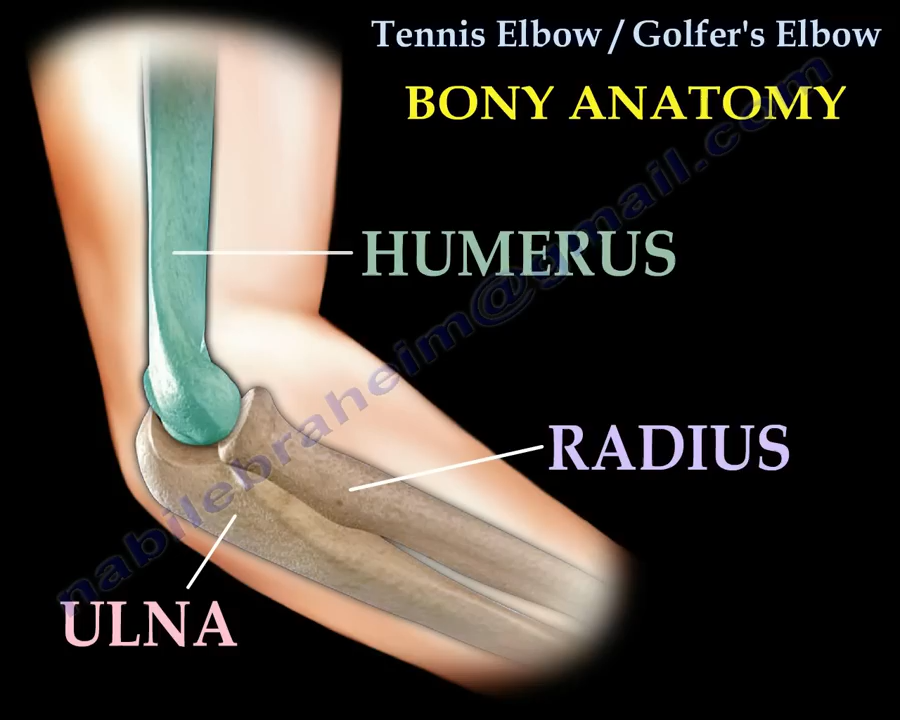 Tennis Elbow / Golfer's Elbow
BONY ANATOMY
HUMERUS
RADIUS
ULNA
nabilebraheim@gmail.com